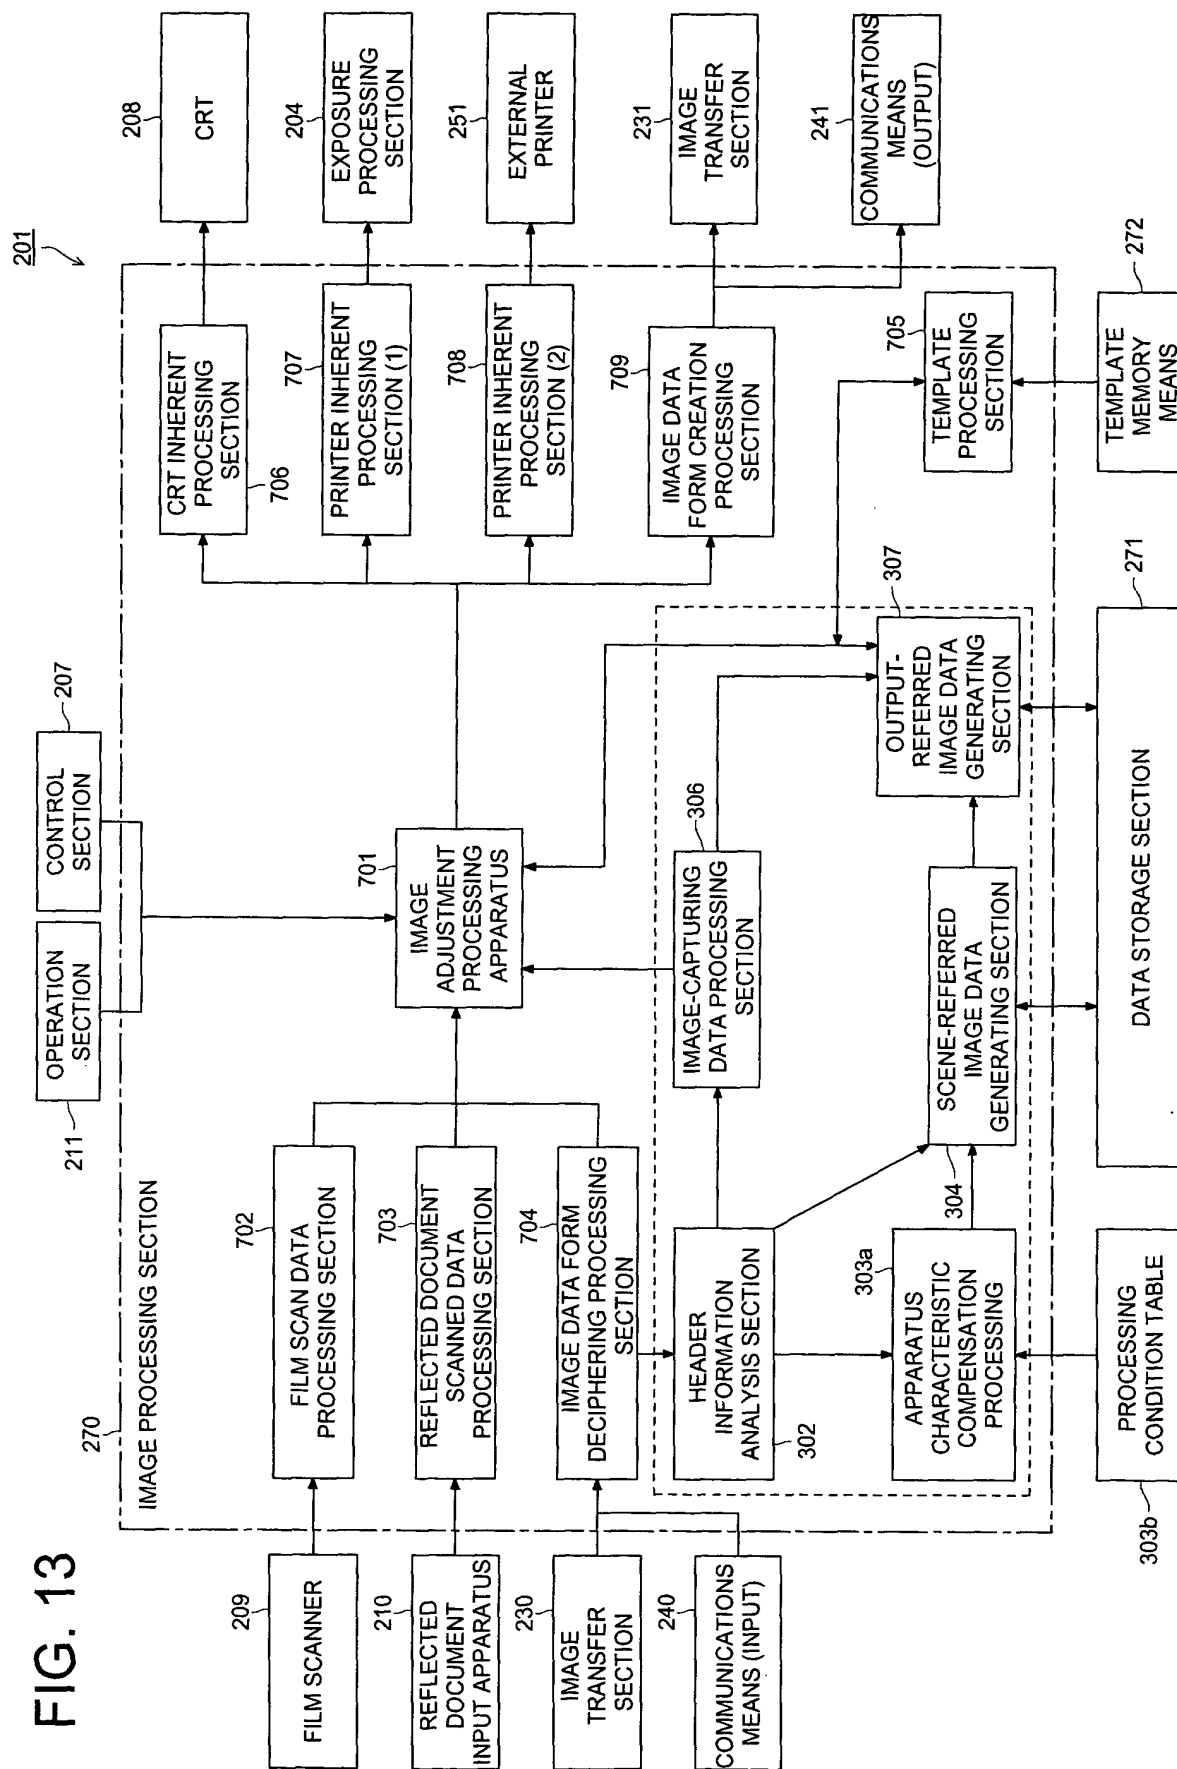 FIG. 13
201
270
IMAGE PROCESSING SECTION
211
OPERATION
SECTION
207
CONTROL
SECTION
209
FILM SCANNER
702
FILM SCAN DATA
PROCESSING SECTION
210
REFLECTED
DOCUMENT
INPUT APPARATUS
703
REFLECTED DOCUMENT
SCANNED DATA
PROCESSING SECTION
230
IMAGE
TRANSFER
SECTION
704
IMAGE DATA FORM
DECIPHERING PROCESSING
SECTION
240
COMMUNICATIONS
MEANS (INPUT)
701
IMAGE
ADJUSTMENT
PROCESSING
APPARATUS
CRT INHERENT
PROCESSING
SECTION
706
208
CRT
707
PRINTER INHERENT
PROCESSING
SECTION (1)
204
EXPOSURE
PROCESSING
SECTION
708
PRINTER INHERENT
PROCESSING
SECTION (2)
251
EXTERNAL
PRINTER
709
IMAGE DATA
FORM CREATION
PROCESSING
SECTION
231
IMAGE
TRANSFER
SECTION
241
COMMUNICATIONS
MEANS
(OUTPUT)
HEADER
INFORMATION
ANALYSIS SECTION
302
306
IMAGE-CAPTURING
DATA PROCESSING
SECTION
307
OUTPUT-
REFERRED
IMAGE DATA
GENERATING
SECTION
705
TEMPLATE
PROCESSING
SECTION
303a
APPARATUS
CHARACTERISTIC
COMPENSATION
PROCESSING
304
SCENE-REFERRED
IMAGE DATA
GENERATING SECTION
303b
PROCESSING
CONDITION TABLE
271
DATA STORAGE SECTION
272
TEMPLATE
MEMORY
MEANS